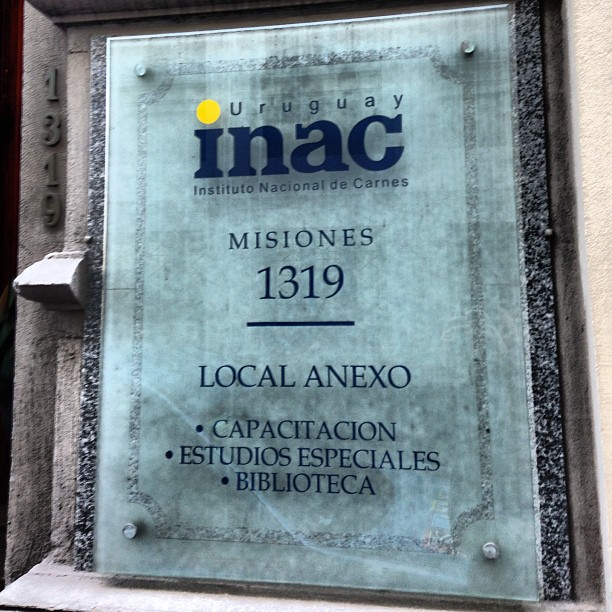 1319
Uruguay
inac
Instituto Nacional de Carnes
MISIONES
1319
LOCAL ANEXO
• CAPACITACION
• ESTUDIOS ESPECIALES
• BIBLIOTECA